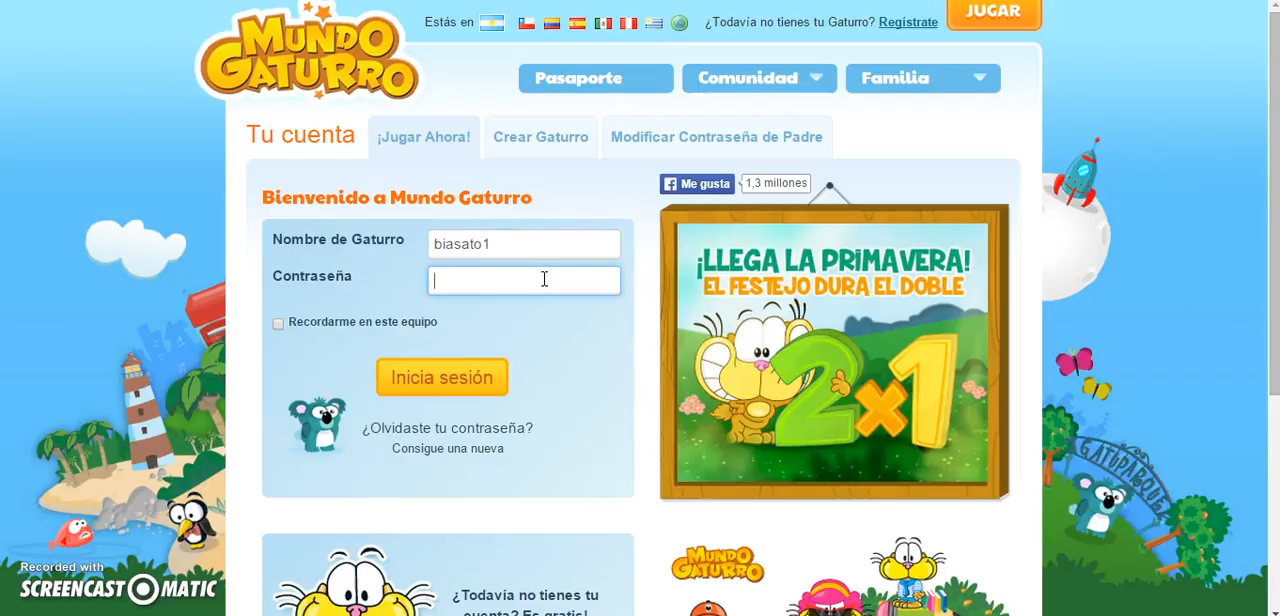 MUNDO
GATURRO
Estás en
¿Todavía no tienes tu Gaturro? Regístrate
JUGAR
Pasaporte
Comunidad
Familia
Tu cuenta
¡Jugar Ahora!
Crear Gaturro
Modificar Contraseña de Padre
Bienvenido a Mundo Gaturro
Me gusta
1,3 millones
Nombre de Gaturro
biasato1
Contraseña
Recordarme en este equipo
Inicia sesión
¿Olvidaste tu contraseña?
Consigue una nueva
¡LLEGA LA PRIMAVERA!
EL FESTEJO DURA EL DOBLE
2x1
GATUPARQUE
Recorded with
SCREENCAST MATIC
¿Todavía no tienes tu
cuenta? Es gratis!
MUNDO
GATURRO